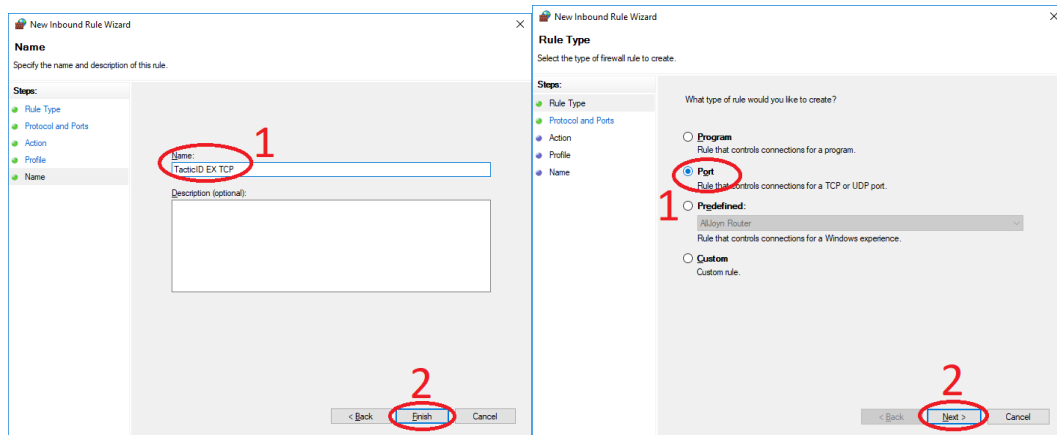 New Inbound Rule Wizard
Name
Specify the name and description of this rule.
Steps:
Rule Type
Protocol and Ports
Action
Profile
Name
1
Name:
TacticID EX TCP
Description (optional):
2
< Back
Finish
Cancel
New Inbound Rule Wizard
Rule Type
Select the type of firewall rule to create.
Steps:
Rule Type
Protocol and Ports
Action
Profile
Name
What type of rule would you like to create?
Program
Rule that controls connections for a program.
Port
Rule that controls connections for a TCP or UDP port.
1
Predefined:
AllJoyn Router
Rule that controls connections for a Windows experience.
Custom
Custom rule.
2
< Back
Next >
Cancel